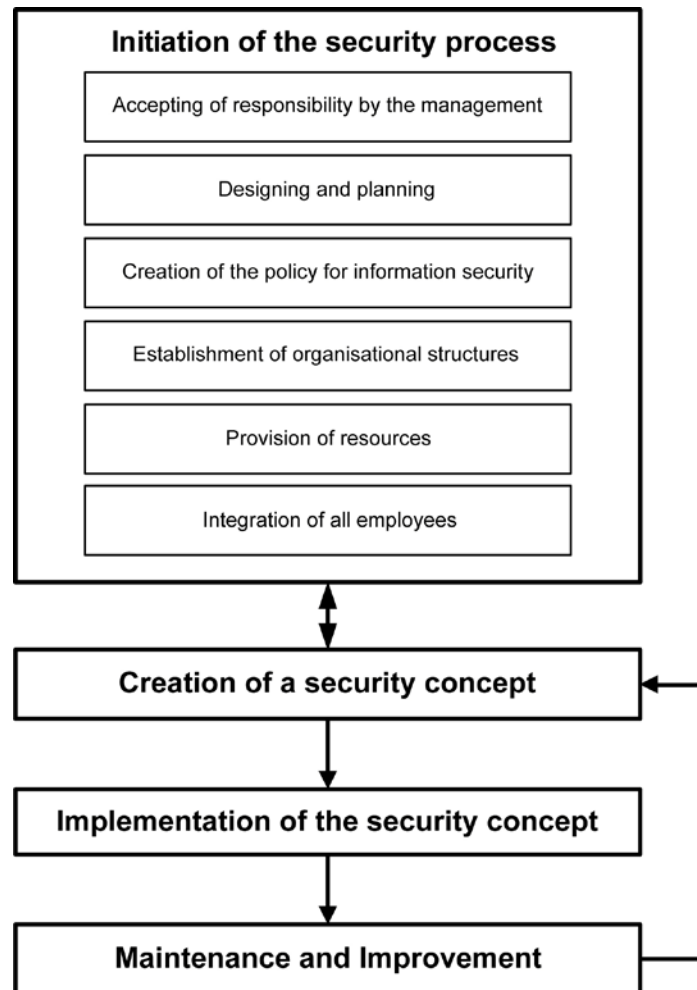 Initiation of the security process
Accepting of responsibility by the management
Designing and planning
Creation of the policy for information security
Establishment of organisational structures
Provision of resources
Integration of all employees
Creation of a security concept
Implementation of the security concept
Maintenance and Improvement